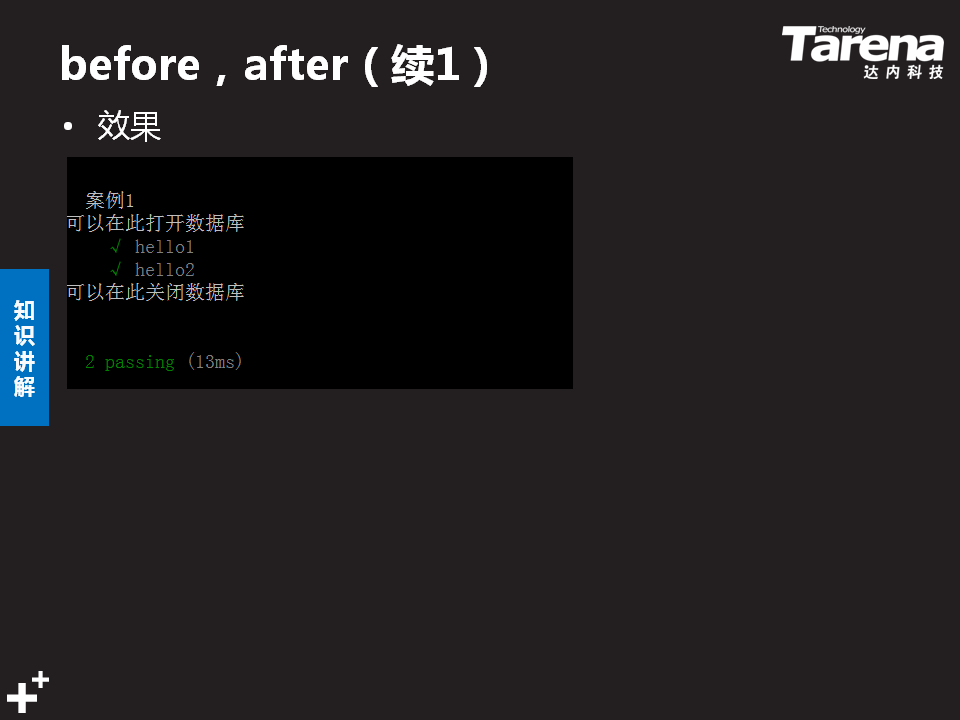 before，after（续1）
Technology
Tarena
达内科技
• 效果
案例1
可以在此打开数据库
√ hello1
√ hello2
可以在此关闭数据库
2 passing (13ms)
知识讲解